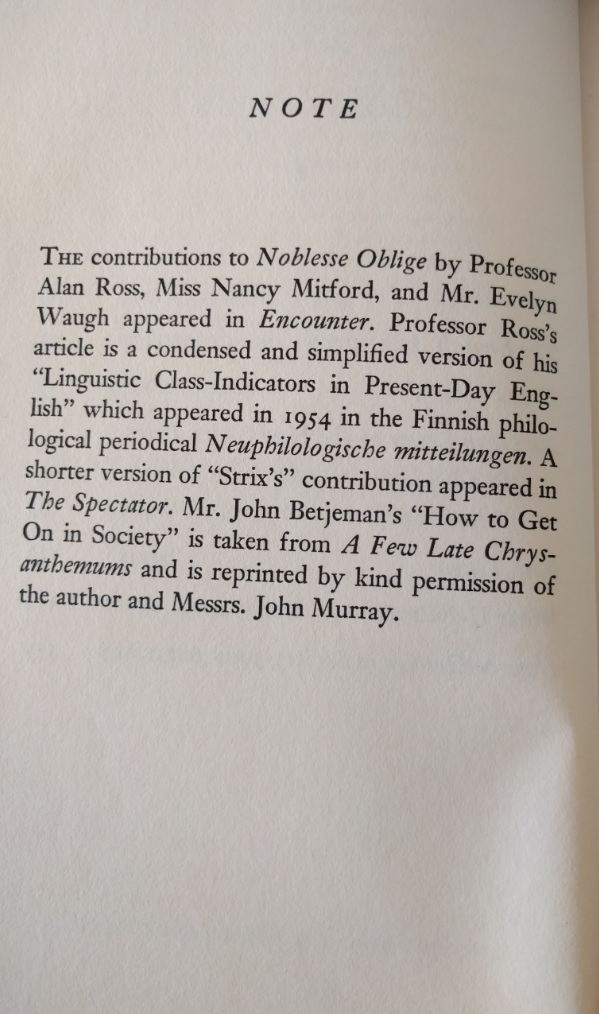 NOTE
THE contributions to Noblesse Oblige by Professor
Alan Ross, Miss Nancy Mitford, and Mr. Evelyn
Waugh appeared in Encounter. Professor Ross's
article is a condensed and simplified version of his
“Linguistic Class-Indicators in Present-Day Eng-
lish” which appeared in 1954 in the Finnish philo-
logical periodical Neuphilologische mitteilungen. A
shorter version of “Strix's” contribution appeared in
The Spectator. Mr. John Betjeman's “How to Get
On in Society” is taken from A Few Late Chrys-
anthemums and is reprinted by kind permission of
the author and Messrs. John Murray.